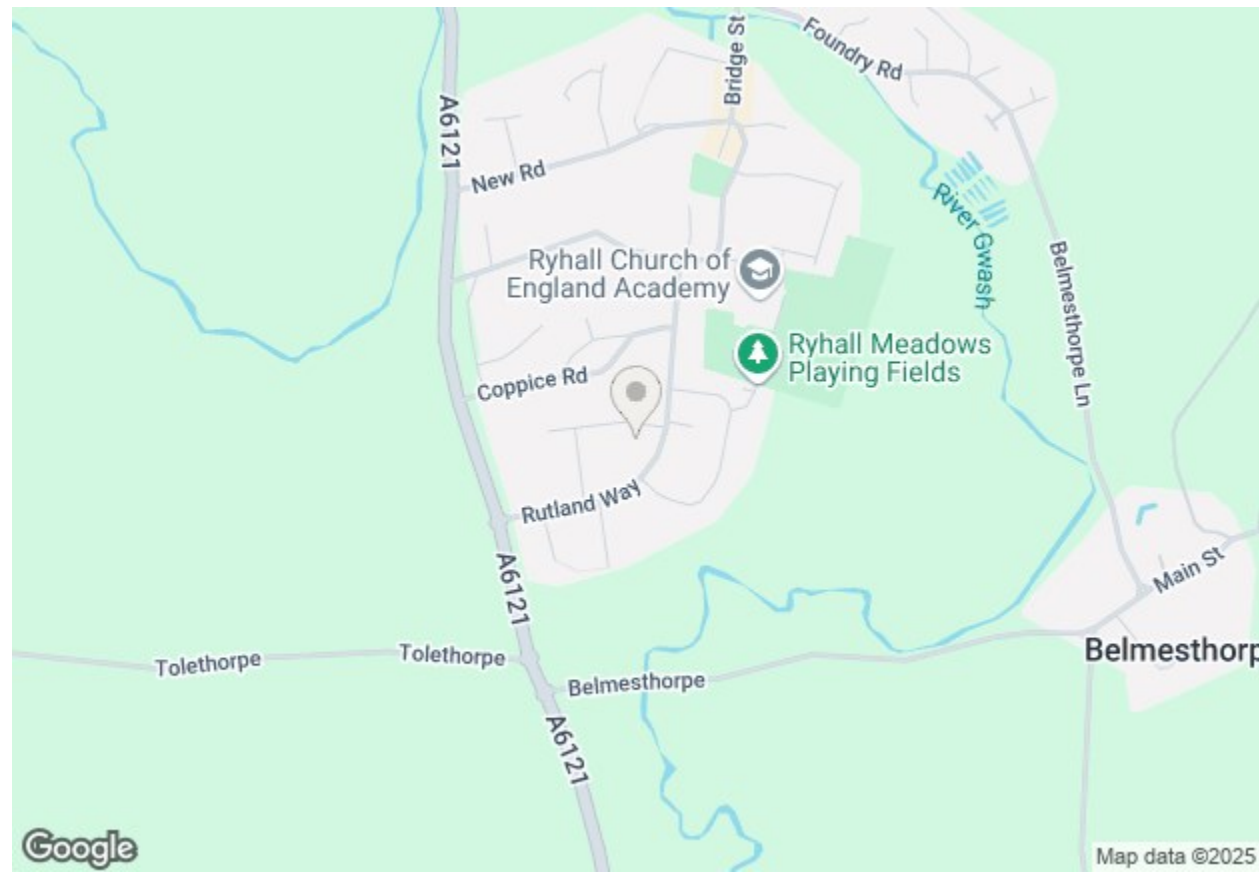 Bridge St
Foundry Rd
A6121
New Rd
River Gwash
Ryhall Church of
England Academy
Belmesthorpe Ln
Ryhall Meadows
Playing Fields
Coppice Rd
Rutland Way
A6121
Main St
Tolethorpe
Tolethorpe
Belmesthorpe
Belmesthorp
A6121
Google
Map data ©2025